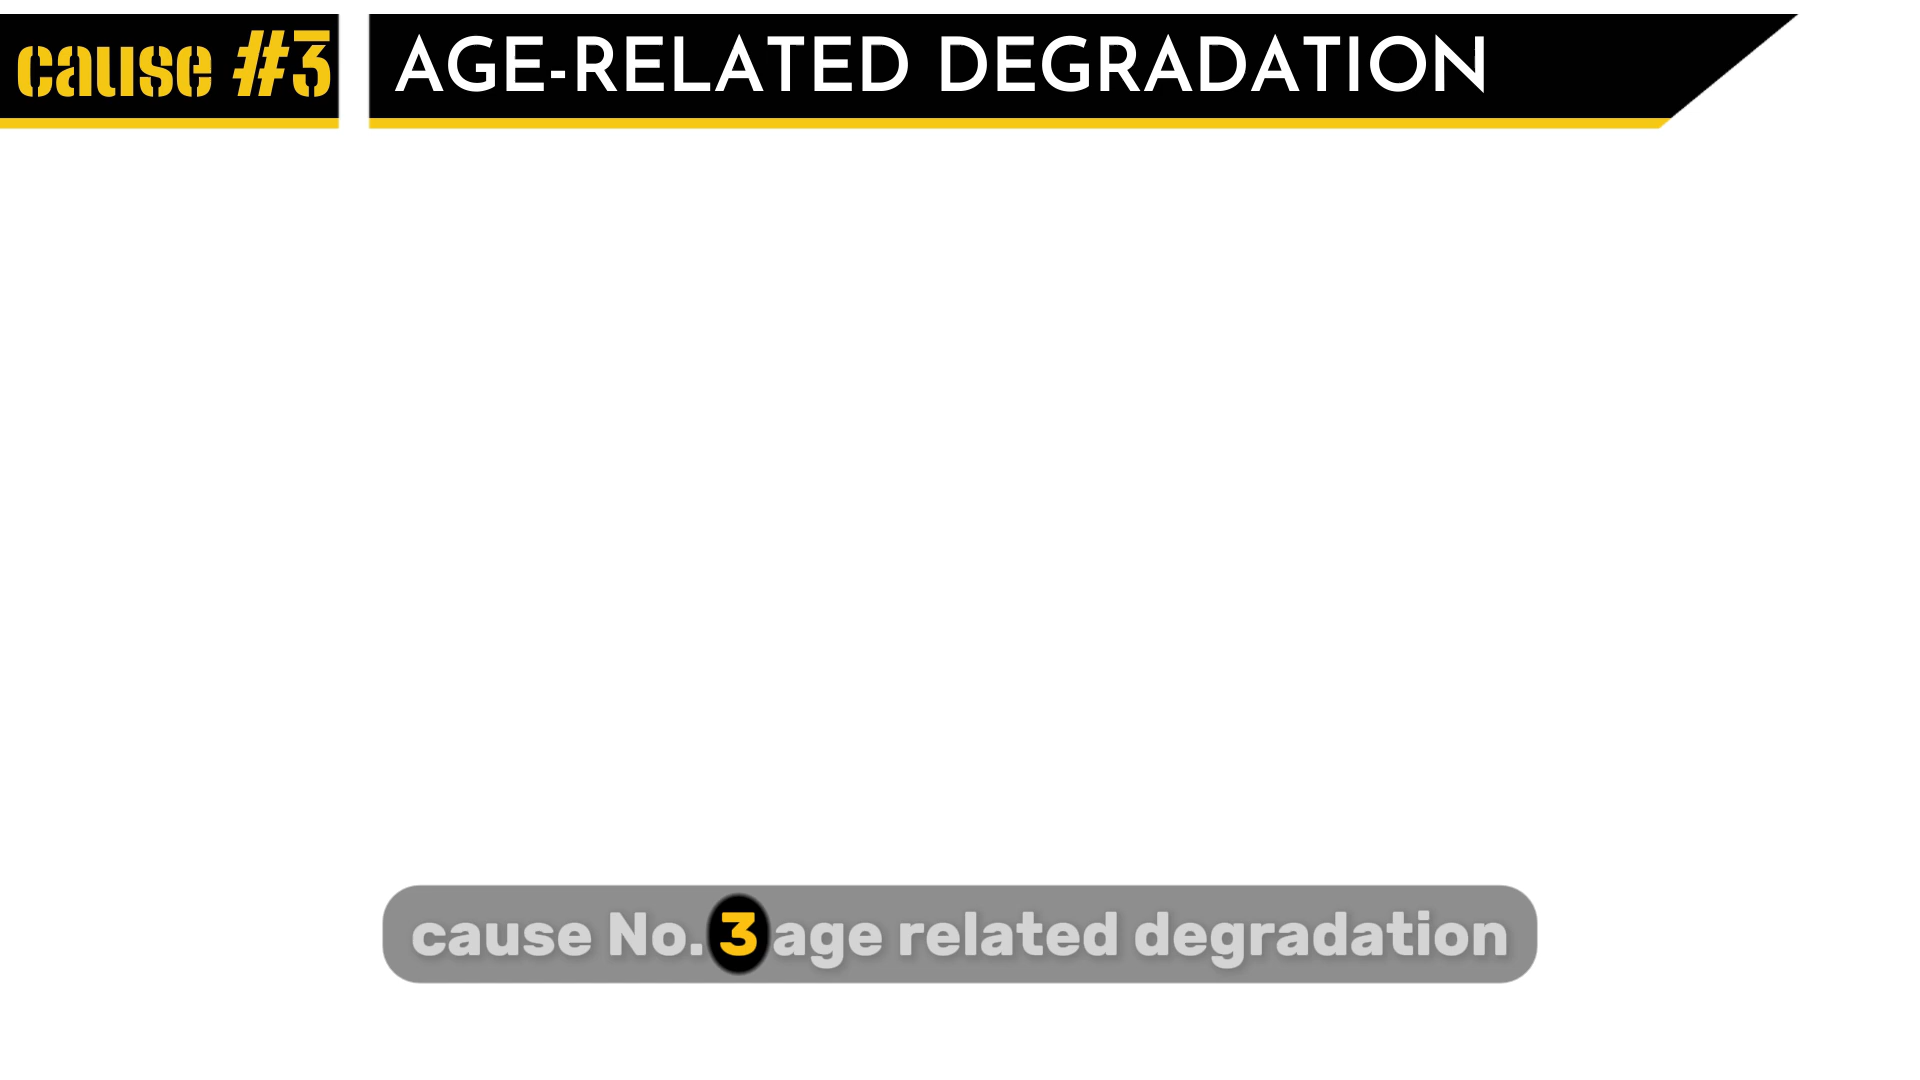 cause #3
AGE-RELATED DEGRADATION
cause No. 3 age related degradation